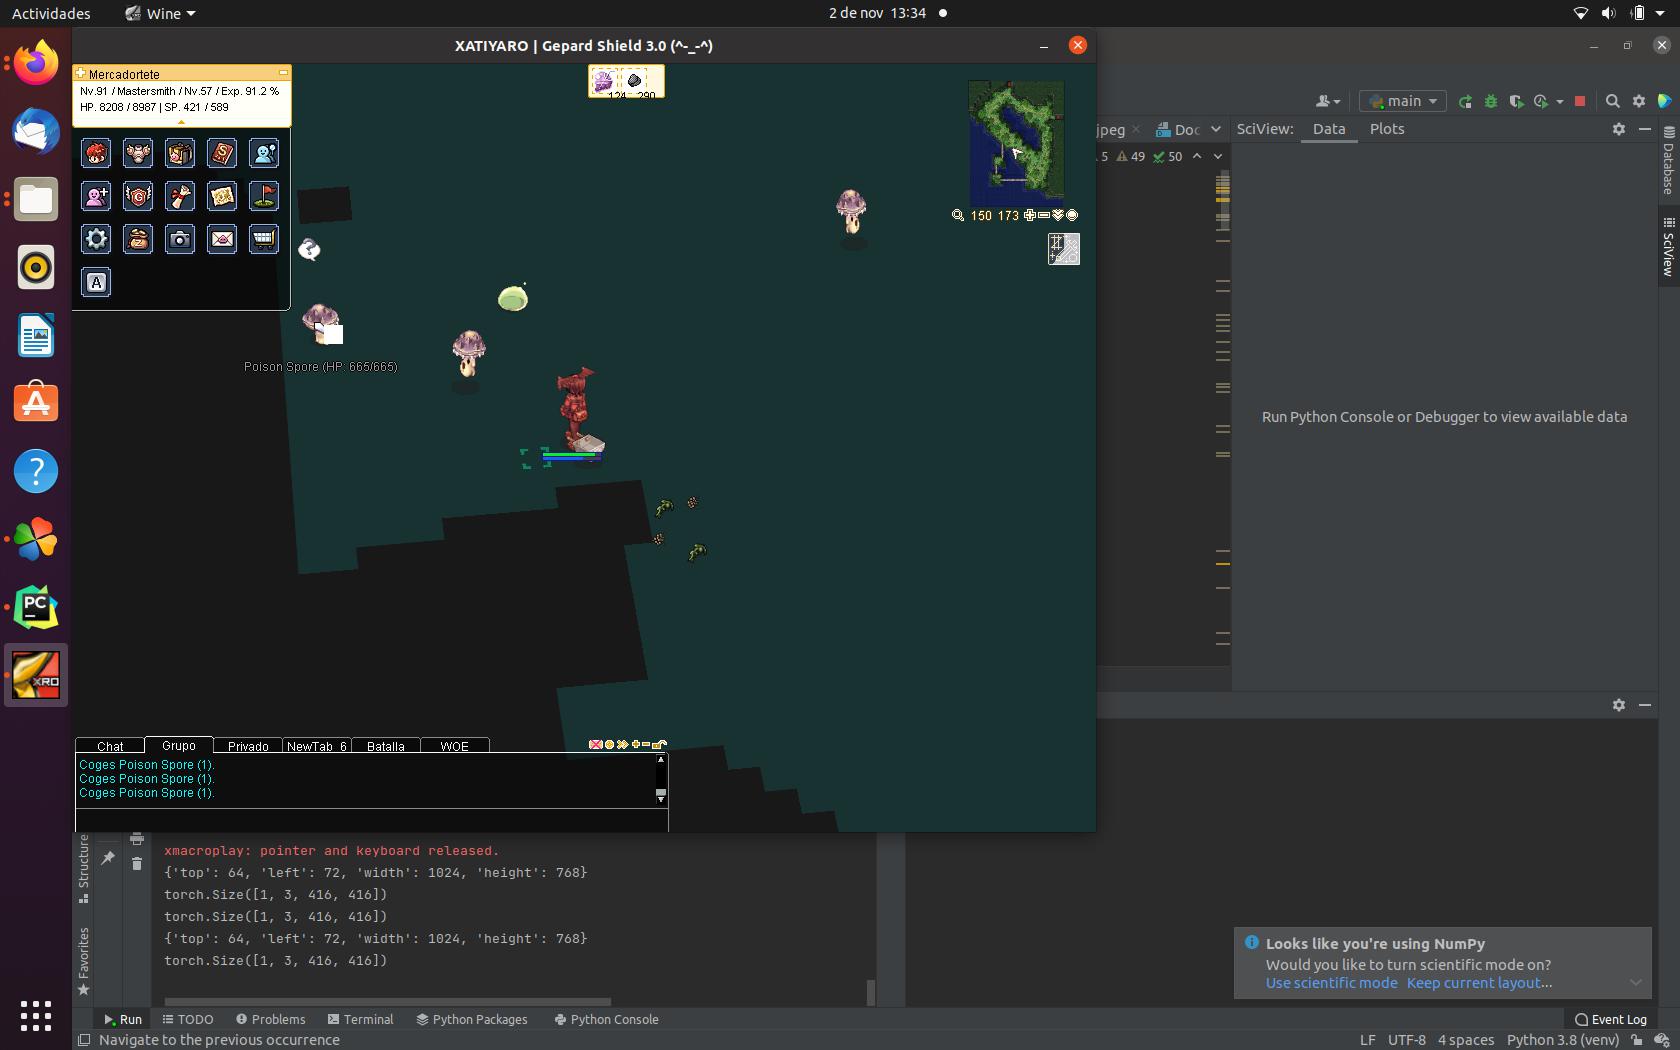 Actividades
Wine
2 de nov 13:34
XATIYARO | Gepard Shield 3.0 (^-_-^)
Mercadortete
Nv.91 / Mastersmith / Nv.57 / Exp. 91.2 %
HP. 8208 / 8987 | SP. 421 / 589
124 290
150 173
A
Poison Spore (HP: 665/665)
main
jpeg
Doc
SciView:
Data
Plots
5
49
50
Database
SciView
Run Python Console or Debugger to view available data
PC
XRO
Chat
Grupo
Privado
NewTab 6
Batalla
WOE
Coges Poison Spore (1).
Coges Poison Spore (1).
Coges Poison Spore (1).
Structure
Favorites
xmacroplay: pointer and keyboard released.
{'top': 64, 'left': 72, 'width': 1024, 'height': 768}
torch.Size([1, 3, 416, 416])
torch.Size([1, 3, 416, 416])
{'top': 64, 'left': 72, 'width': 1024, 'height': 768}
torch.Size([1, 3, 416, 416])
Looks like you're using NumPy
Would you like to turn scientific mode on?
Use scientific mode Keep current layout...
Run
TODO
Problems
Terminal
Python Packages
Python Console
Event Log
Navigate to the previous occurrence
LF UTF-8 4 spaces Python 3.8 (venv)